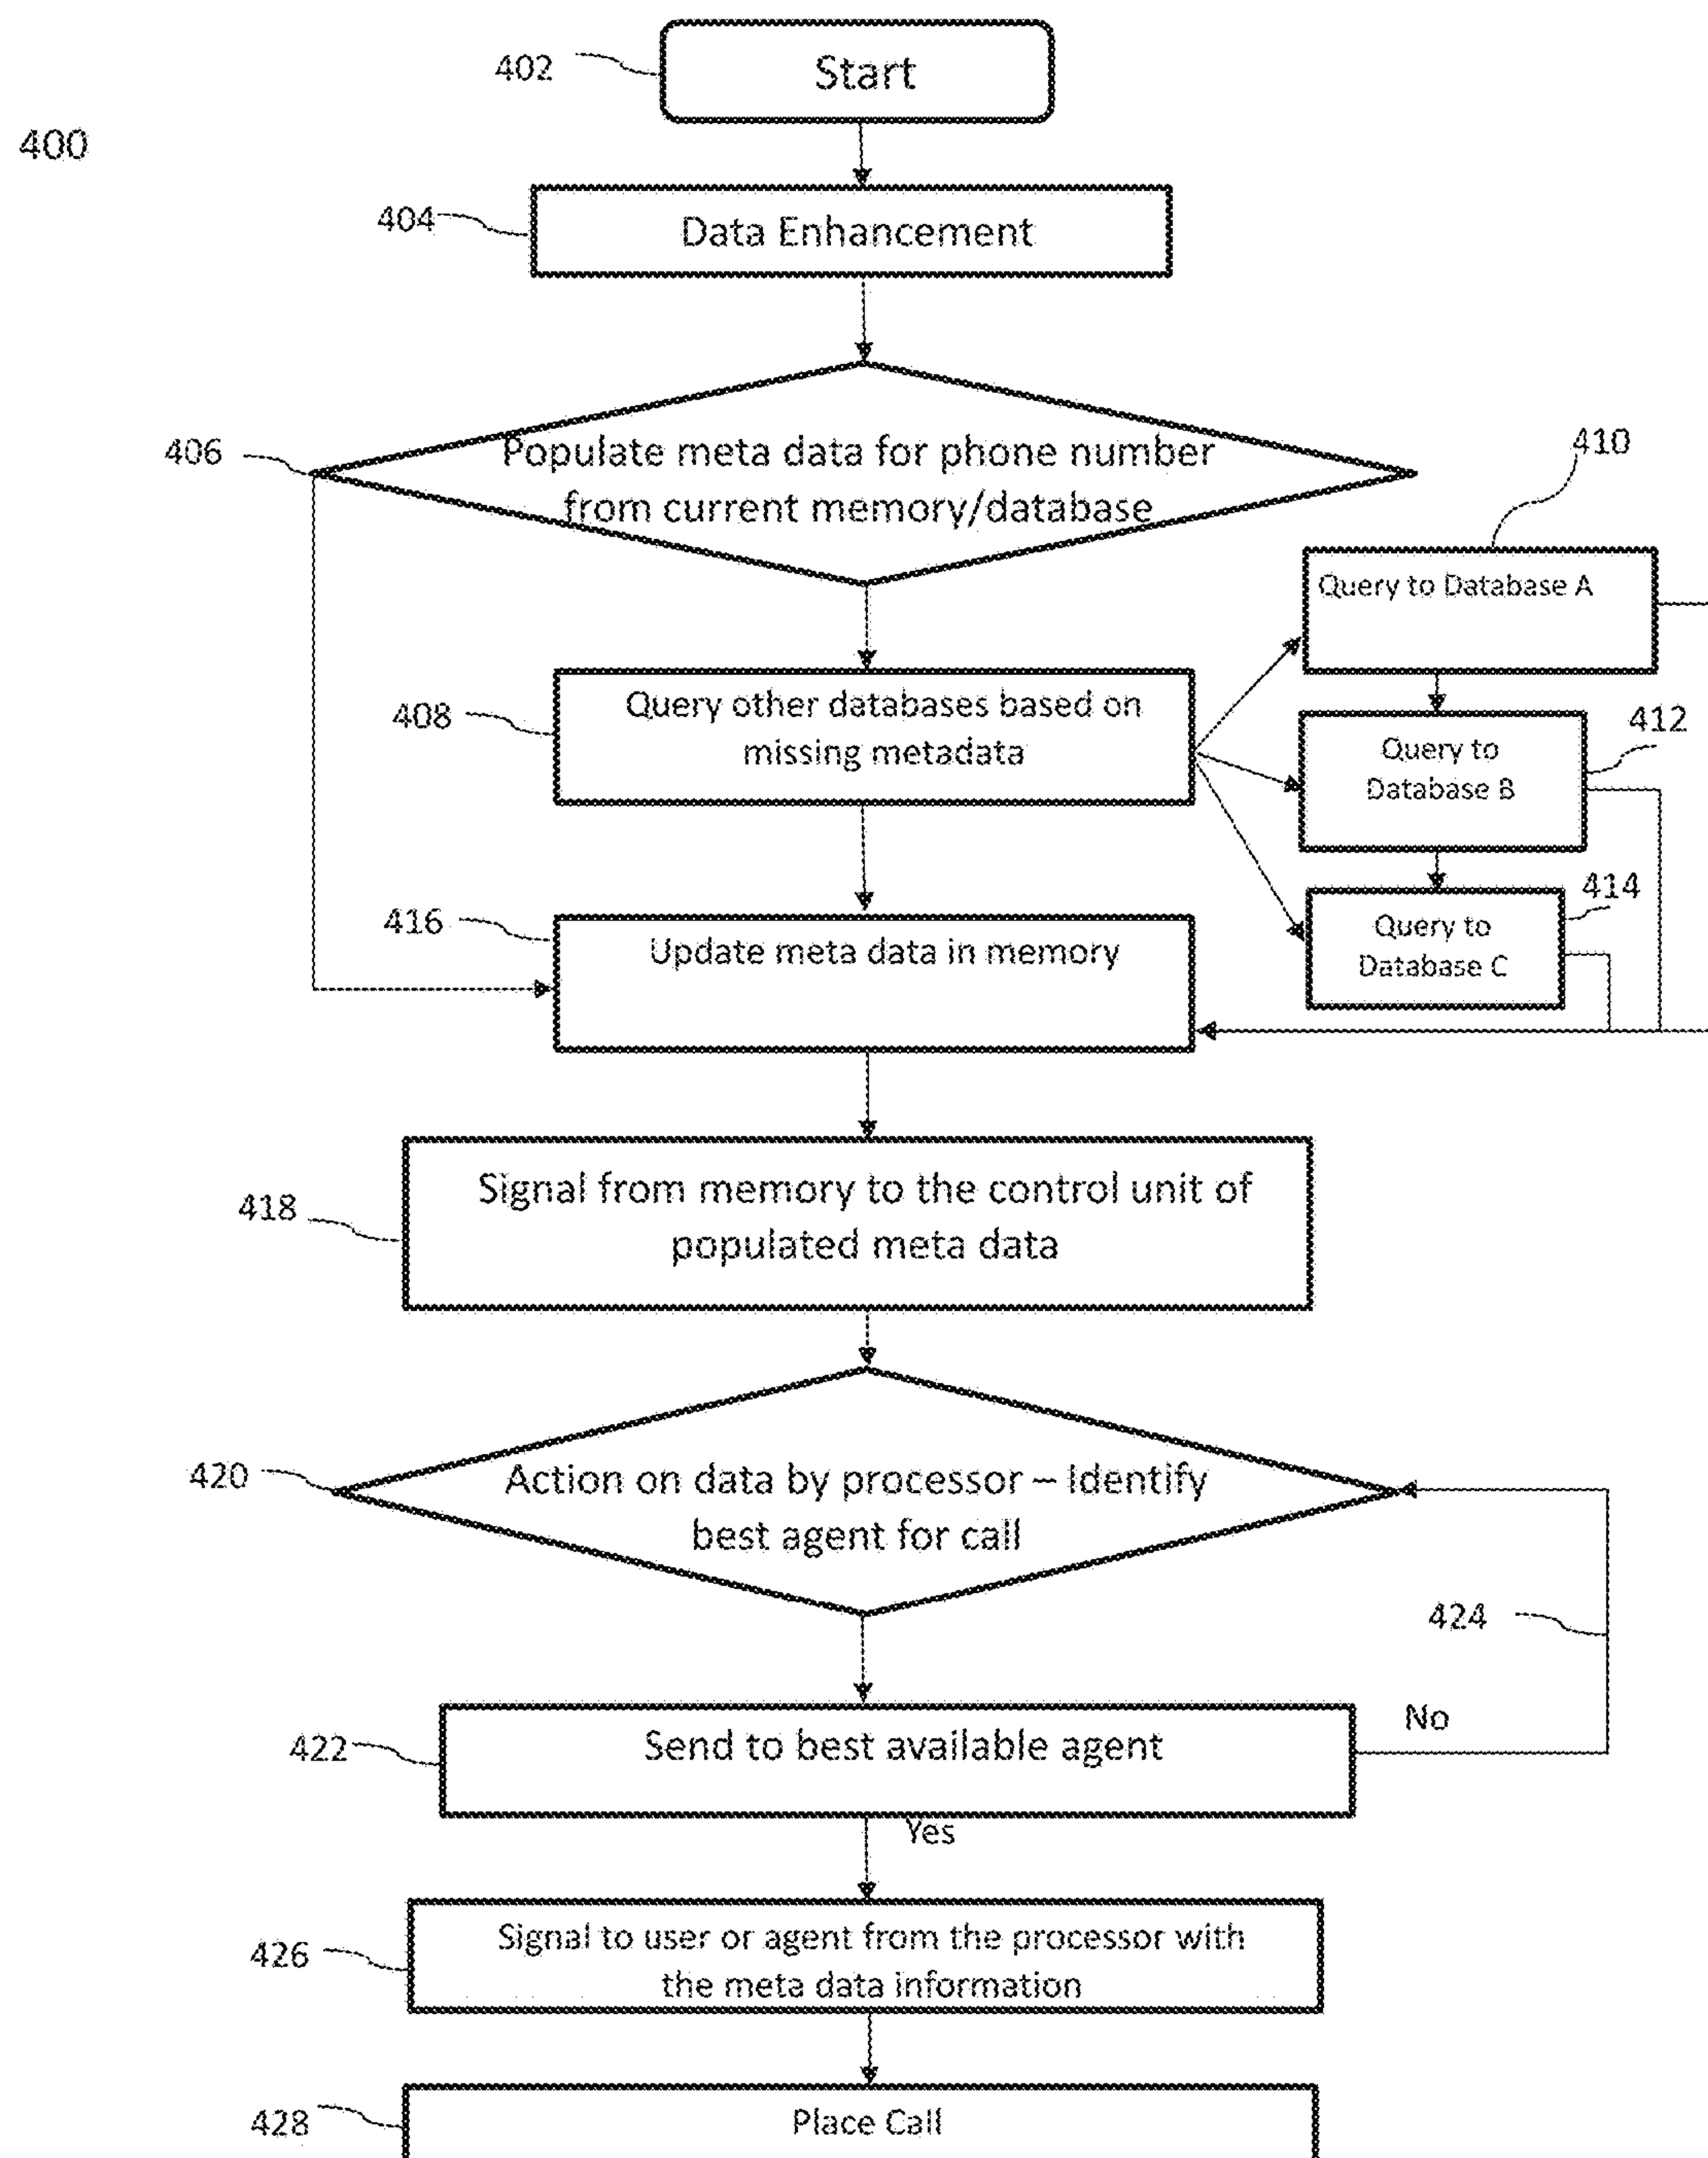 402
Start
400
404
Data Enhancement
406
Populate meta data for phone number
from current memory/database
410
Query to Database A
408
Query other databases based on
missing metadata
412
Query to
Database B
414
Query to
Database C
416
Update meta data in memory
418
Signal from memory to the control unit of
populated meta data
420
Action on data by processor – Identify
best agent for call
424
No
422
Send to best available agent
Yes
426
Signal to user or agent from the processor with
the meta data information
428
Place Call